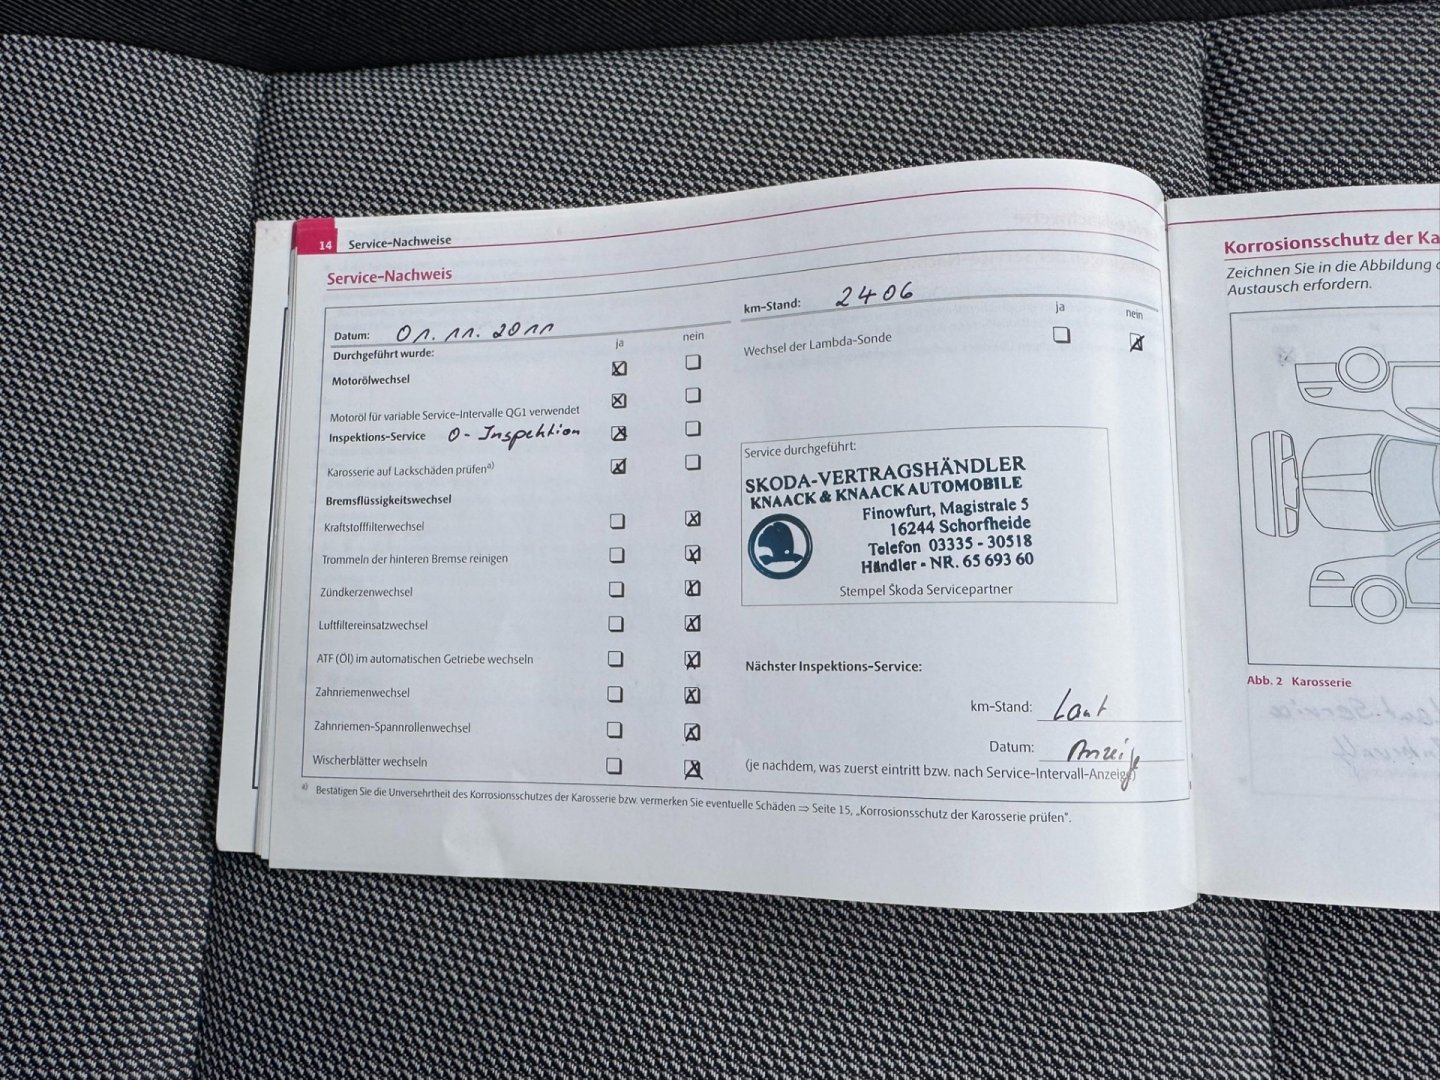 14 Service-Nachweise
Service-Nachweis
Datum: 01.11.2011
km-Stand: 2406
Durchgeführt wurde:
ja nein
ja nein
Motorölwechsel
Motoröl für variable Service-Intervalle QG1 verwendet
Inspektions-Service O-Inspektion
Karosserie auf Lackschäden prüfen a)
Bremsflüssigkeitswechsel
Kraftstofffilterwechsel
Trommeln der hinteren Bremse reinigen
Zündkerzenwechsel
Luftfiltereinsatzwechsel
ATF (Öl) im automatischen Getriebe wechseln
Zahnriemenwechsel
Zahnriemen-Spannrollenwechsel
Wischerblätter wechseln
Wechsel der Lambda-Sonde
Service durchgeführt:
SKODA-VERTRAGSHÄNDLER
KNAACK & KNAACK AUTOMOBILE
Finowfurt, Magistrale 5
16244 Schorfheide
Telefon 03335 - 30518
Händler - NR. 65 693 60
Stempel Škoda Servicepartner
Nächster Inspektions-Service:
km-Stand: Laut
Datum: Anzeige
(je nachdem, was zuerst eintritt bzw. nach Service-Intervall-Anzeige)
a) Bestätigen Sie die Unversehrtheit des Korrosionsschutzes der Karosserie bzw. vermerken Sie eventuelle Schäden ⇒ Seite 15, „Korrosionsschutz der Karosserie prüfen".
Korrosionsschutz der Ka
Zeichnen Sie in die Abbildung
Austausch erfordern.
Abb. 2 Karosserie